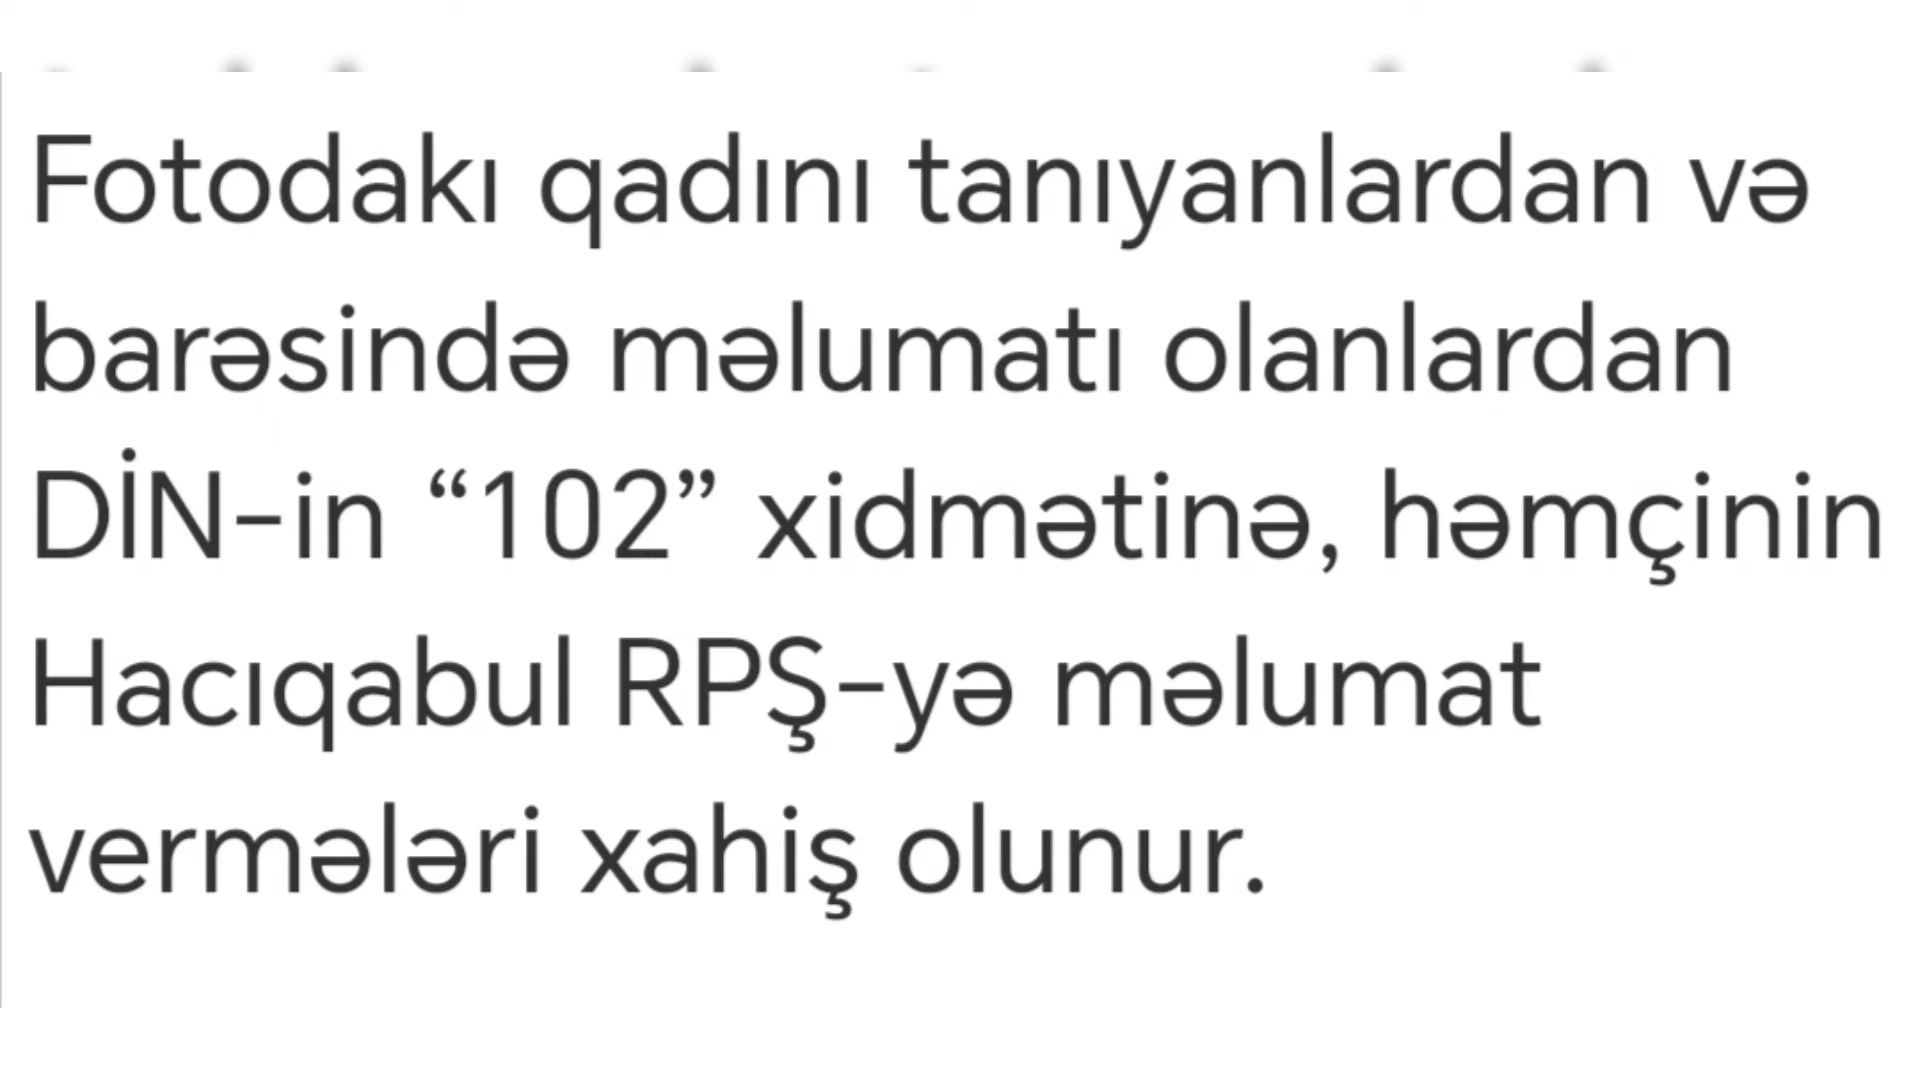 Fotodakı qadını tanıyanlardan və
barəsində məlumatı olanlardan
DİN-in “102” xidmətinə, həmçinin
Hacıqabul RPŞ-yə məlumat
vermələri xahiş olunur.